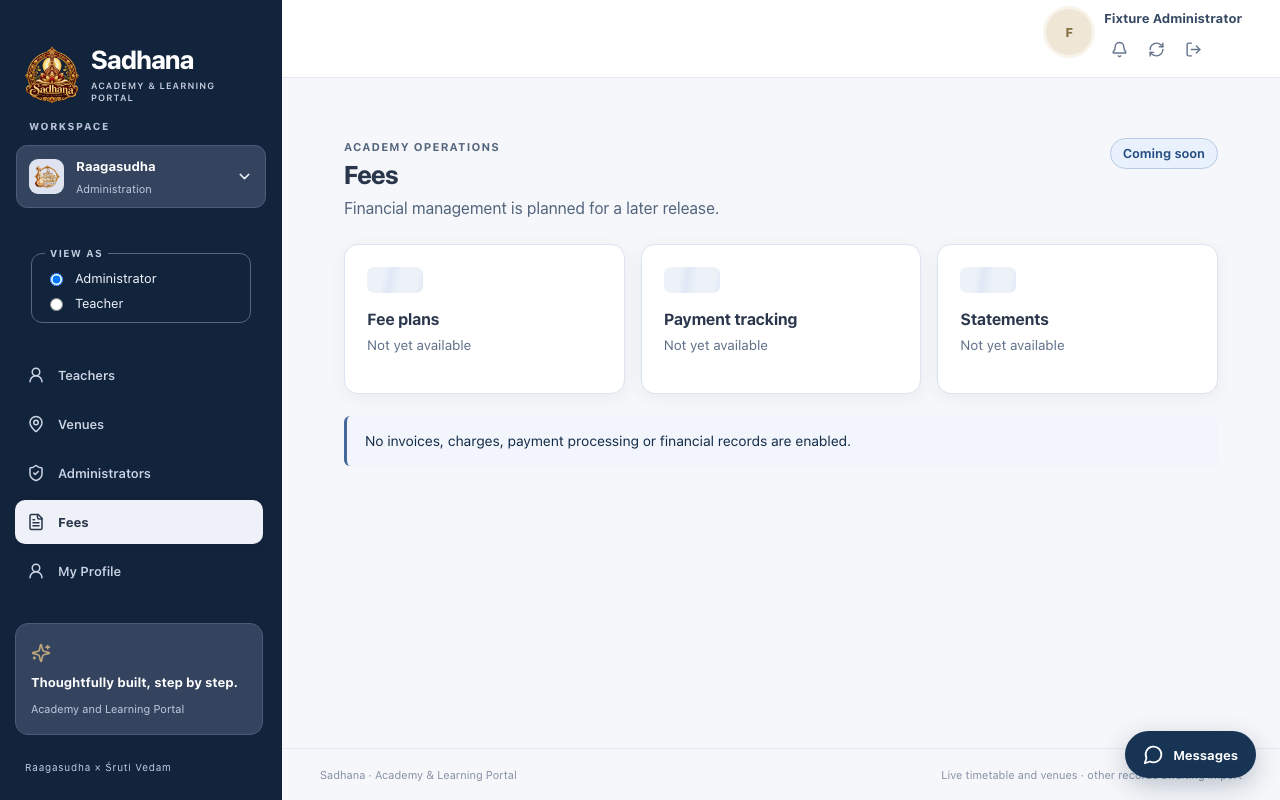 Sadhana
Sadhana
ACADEMY & LEARNING
PORTAL
WORKSPACE
Raagasudha
Administration
VIEW AS
Administrator
Teacher
Teachers
Venues
Administrators
Fees
My Profile
Thoughtfully built, step by step.
Academy and Learning Portal
Raagasudha × Śruti Vedam
F
Fixture Administrator
ACADEMY OPERATIONS
Fees
Financial management is planned for a later release.
Coming soon
Fee plans
Not yet available
Payment tracking
Not yet available
Statements
Not yet available
No invoices, charges, payment processing or financial records are enabled.
Sadhana · Academy & Learning Portal
Live timetable and venues · other
Messages